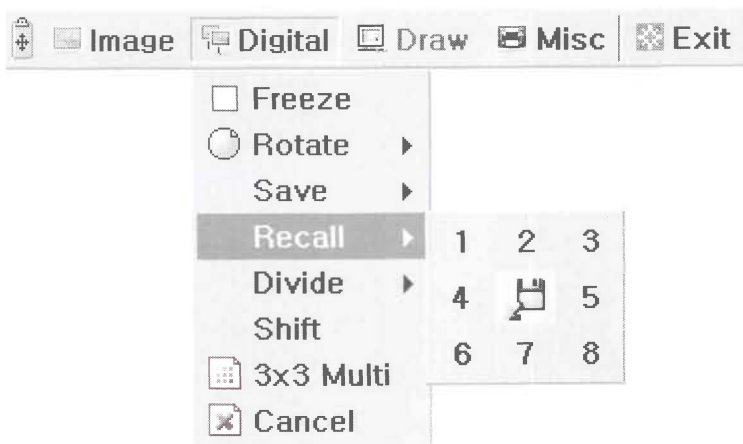 Image Digital Draw Misc Exit
Freeze
Rotate
Save
Recall
1 2 3
Divide
4 5
Shift
6 7 8
3x3 Multi
Cancel